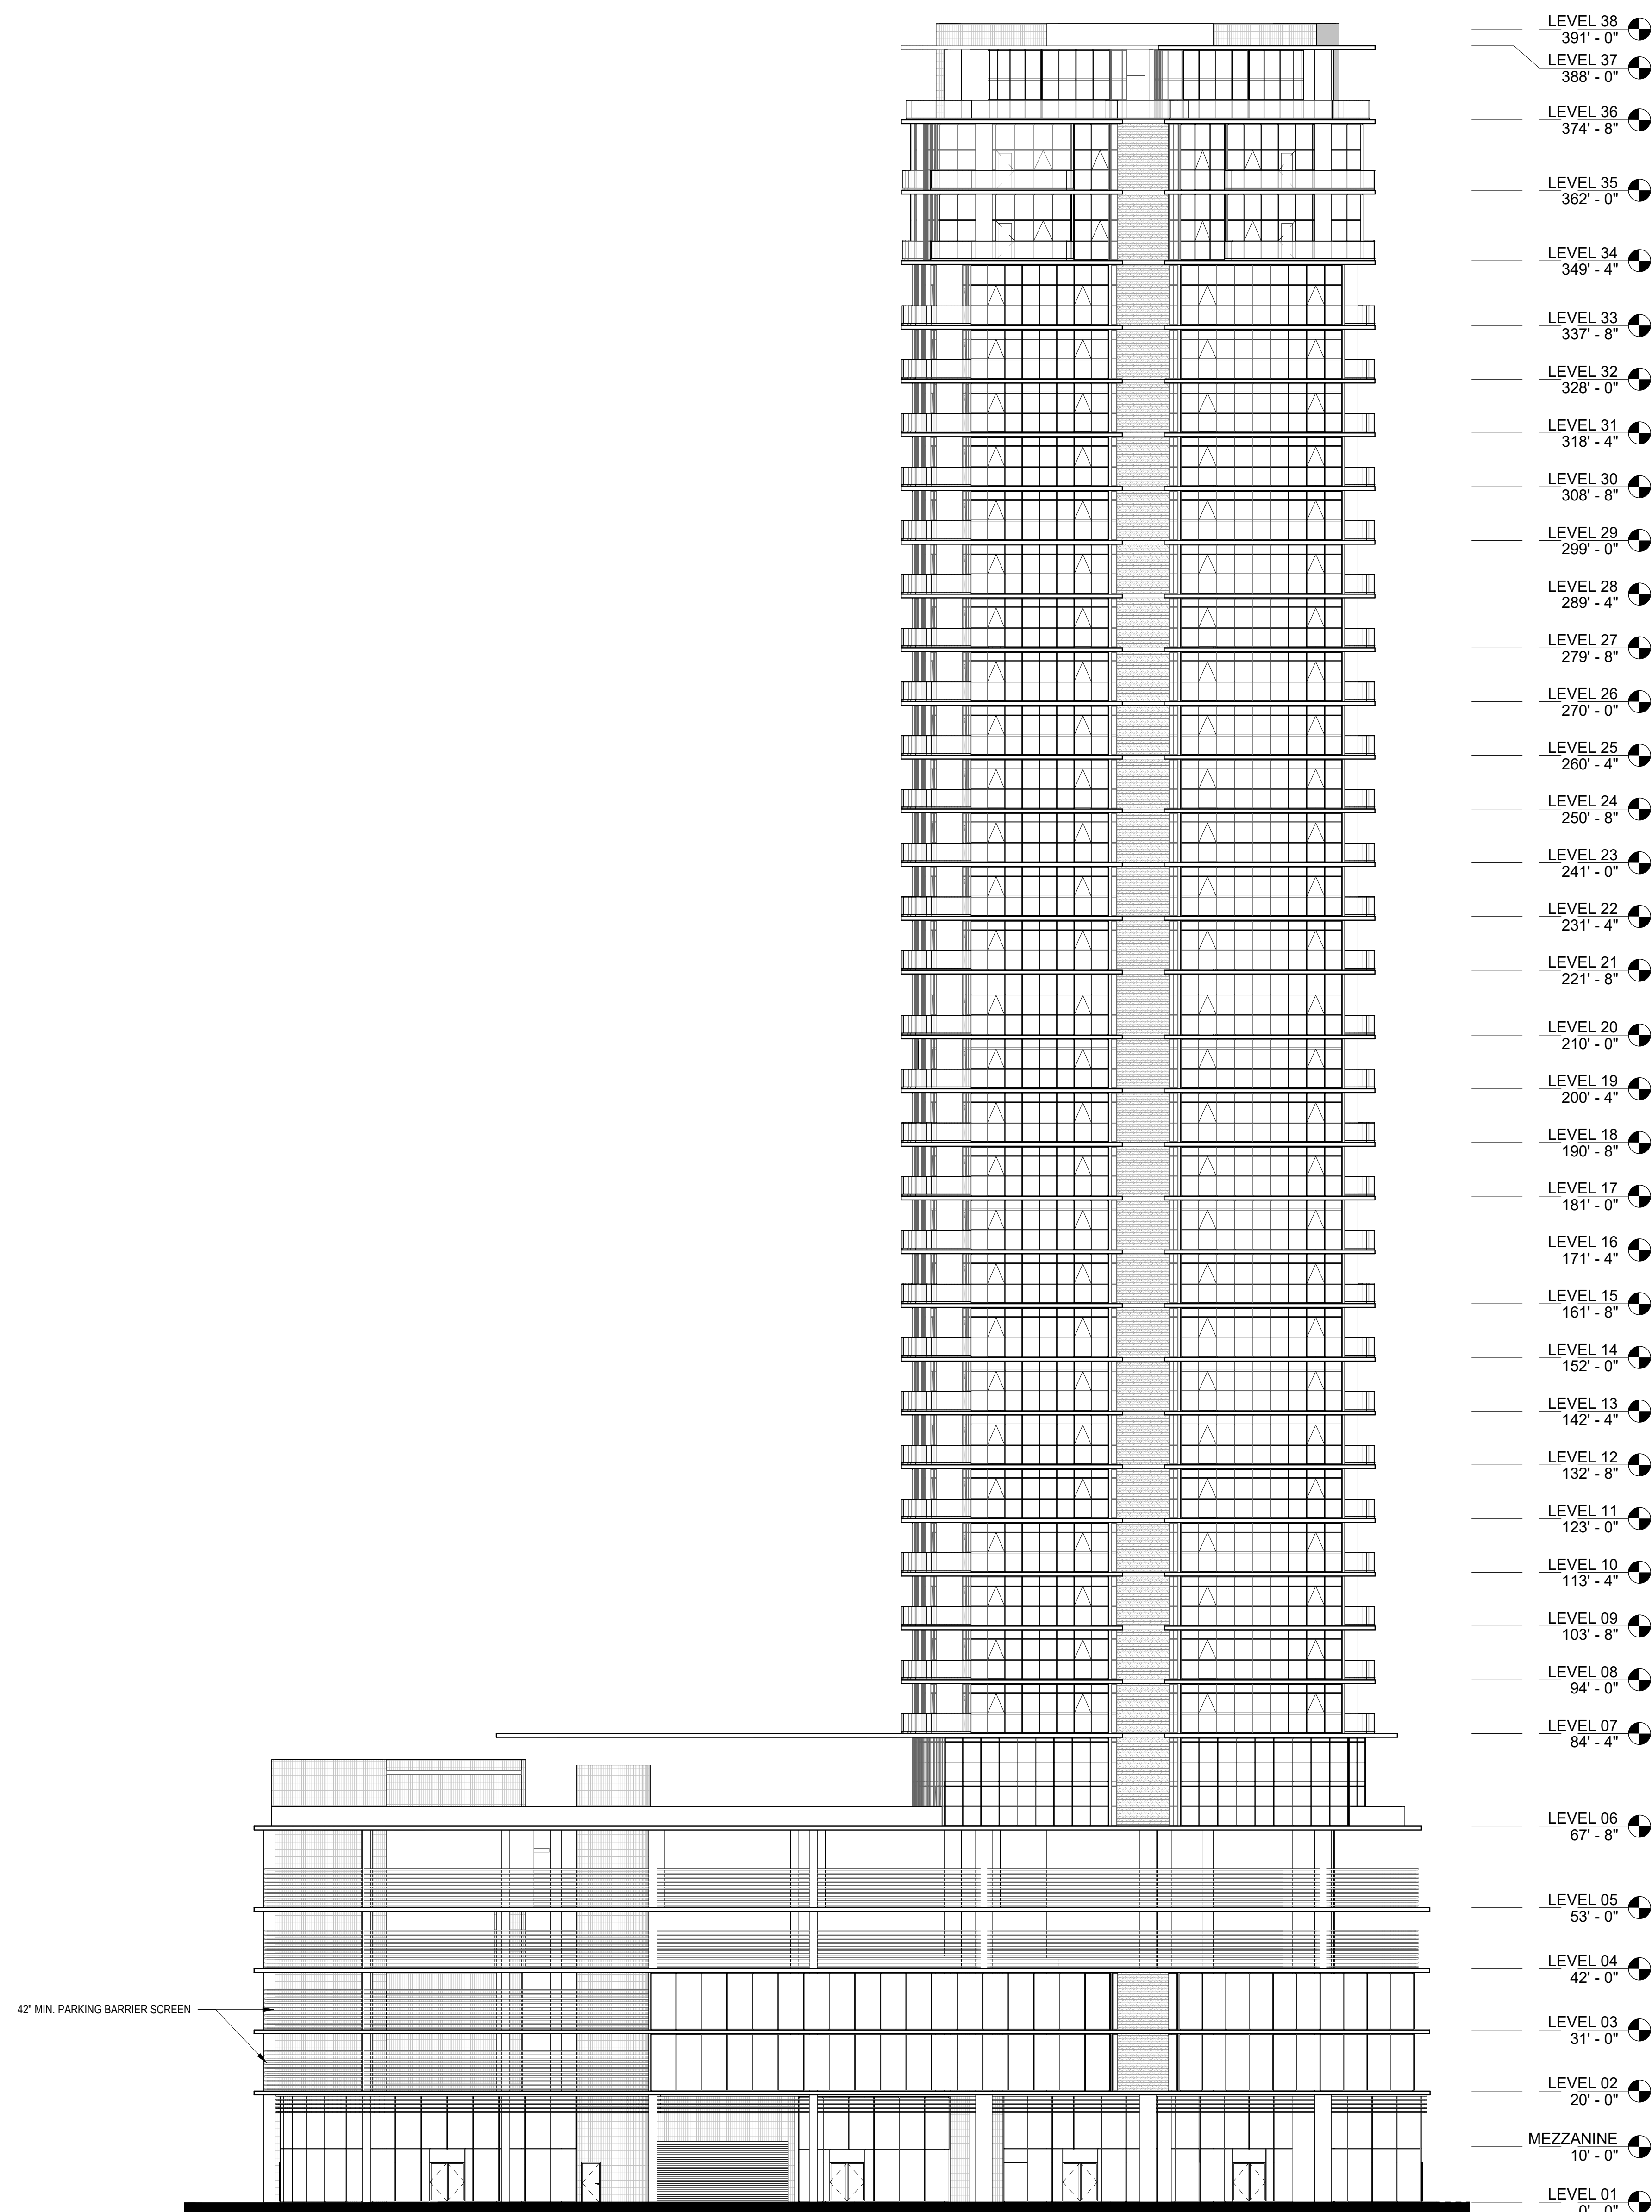 LEVEL 38
391' - 0"
LEVEL 37
388' - 0"
LEVEL 36
374' - 8"
LEVEL 35
362' - 0"
LEVEL 34
349' - 4"
LEVEL 33
337' - 8"
LEVEL 32
328' - 0"
LEVEL 31
318' - 4"
LEVEL 30
308' - 8"
LEVEL 29
299' - 0"
LEVEL 28
289' - 4"
LEVEL 27
279' - 8"
LEVEL 26
270' - 0"
LEVEL 25
260' - 4"
LEVEL 24
250' - 8"
LEVEL 23
241' - 0"
LEVEL 22
231' - 4"
LEVEL 21
221' - 8"
LEVEL 20
210' - 0"
LEVEL 19
200' - 4"
LEVEL 18
190' - 8"
LEVEL 17
181' - 0"
LEVEL 16
171' - 4"
LEVEL 15
161' - 8"
LEVEL 14
152' - 0"
LEVEL 13
142' - 4"
LEVEL 12
132' - 8"
LEVEL 11
123' - 0"
LEVEL 10
113' - 4"
LEVEL 09
103' - 8"
LEVEL 08
94' - 0"
LEVEL 07
84' - 4"
LEVEL 06
67' - 8"
LEVEL 05
53' - 0"
LEVEL 04
42' - 0"
42" MIN. PARKING BARRIER SCREEN
LEVEL 03
31' - 0"
LEVEL 02
20' - 0"
MEZZANINE
10' - 0"
LEVEL 01
0' - 0"